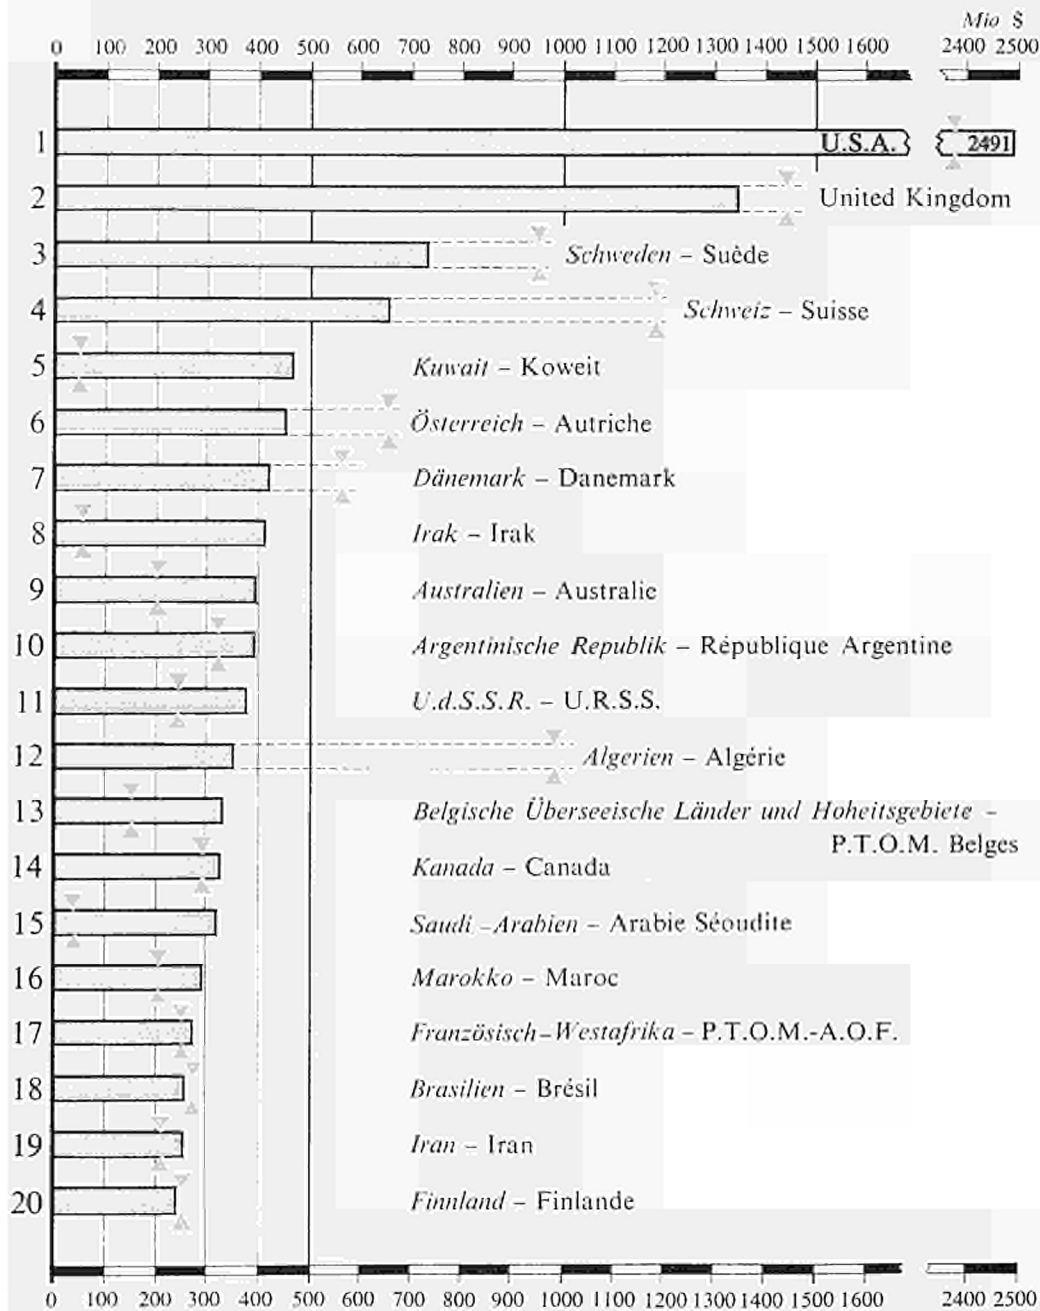 Mio $
0 100 200 300 400 500 600 700 800 900 1000 1100 1200 1300 1400 1500 1600 2400 2500
1 U.S.A. 2491
2 United Kingdom
3 Schweden – Suède
4 Schweiz – Suisse
5 Kuwait – Koweit
6 Österreich – Autriche
7 Dänemark – Danemark
8 Irak – Irak
9 Australien – Australie
10 Argentinische Republik – République Argentine
11 U.d.S.S.R. – U.R.S.S.
12 Algerien – Algérie
13 Belgische Überseeische Länder und Hoheitsgebiete –
P.T.O.M. Belges
14 Kanada – Canada
15 Saudi-Arabien – Arabie Séoudite
16 Marokko – Maroc
17 Französisch-Westafrika – P.T.O.M.-A.O.F.
18 Brasilien – Brésil
19 Iran – Iran
20 Finnland – Finlande
0 100 200 300 400 500 600 700 800 900 1000 1100 1200 1300 1400 1500 1600 2400 2500